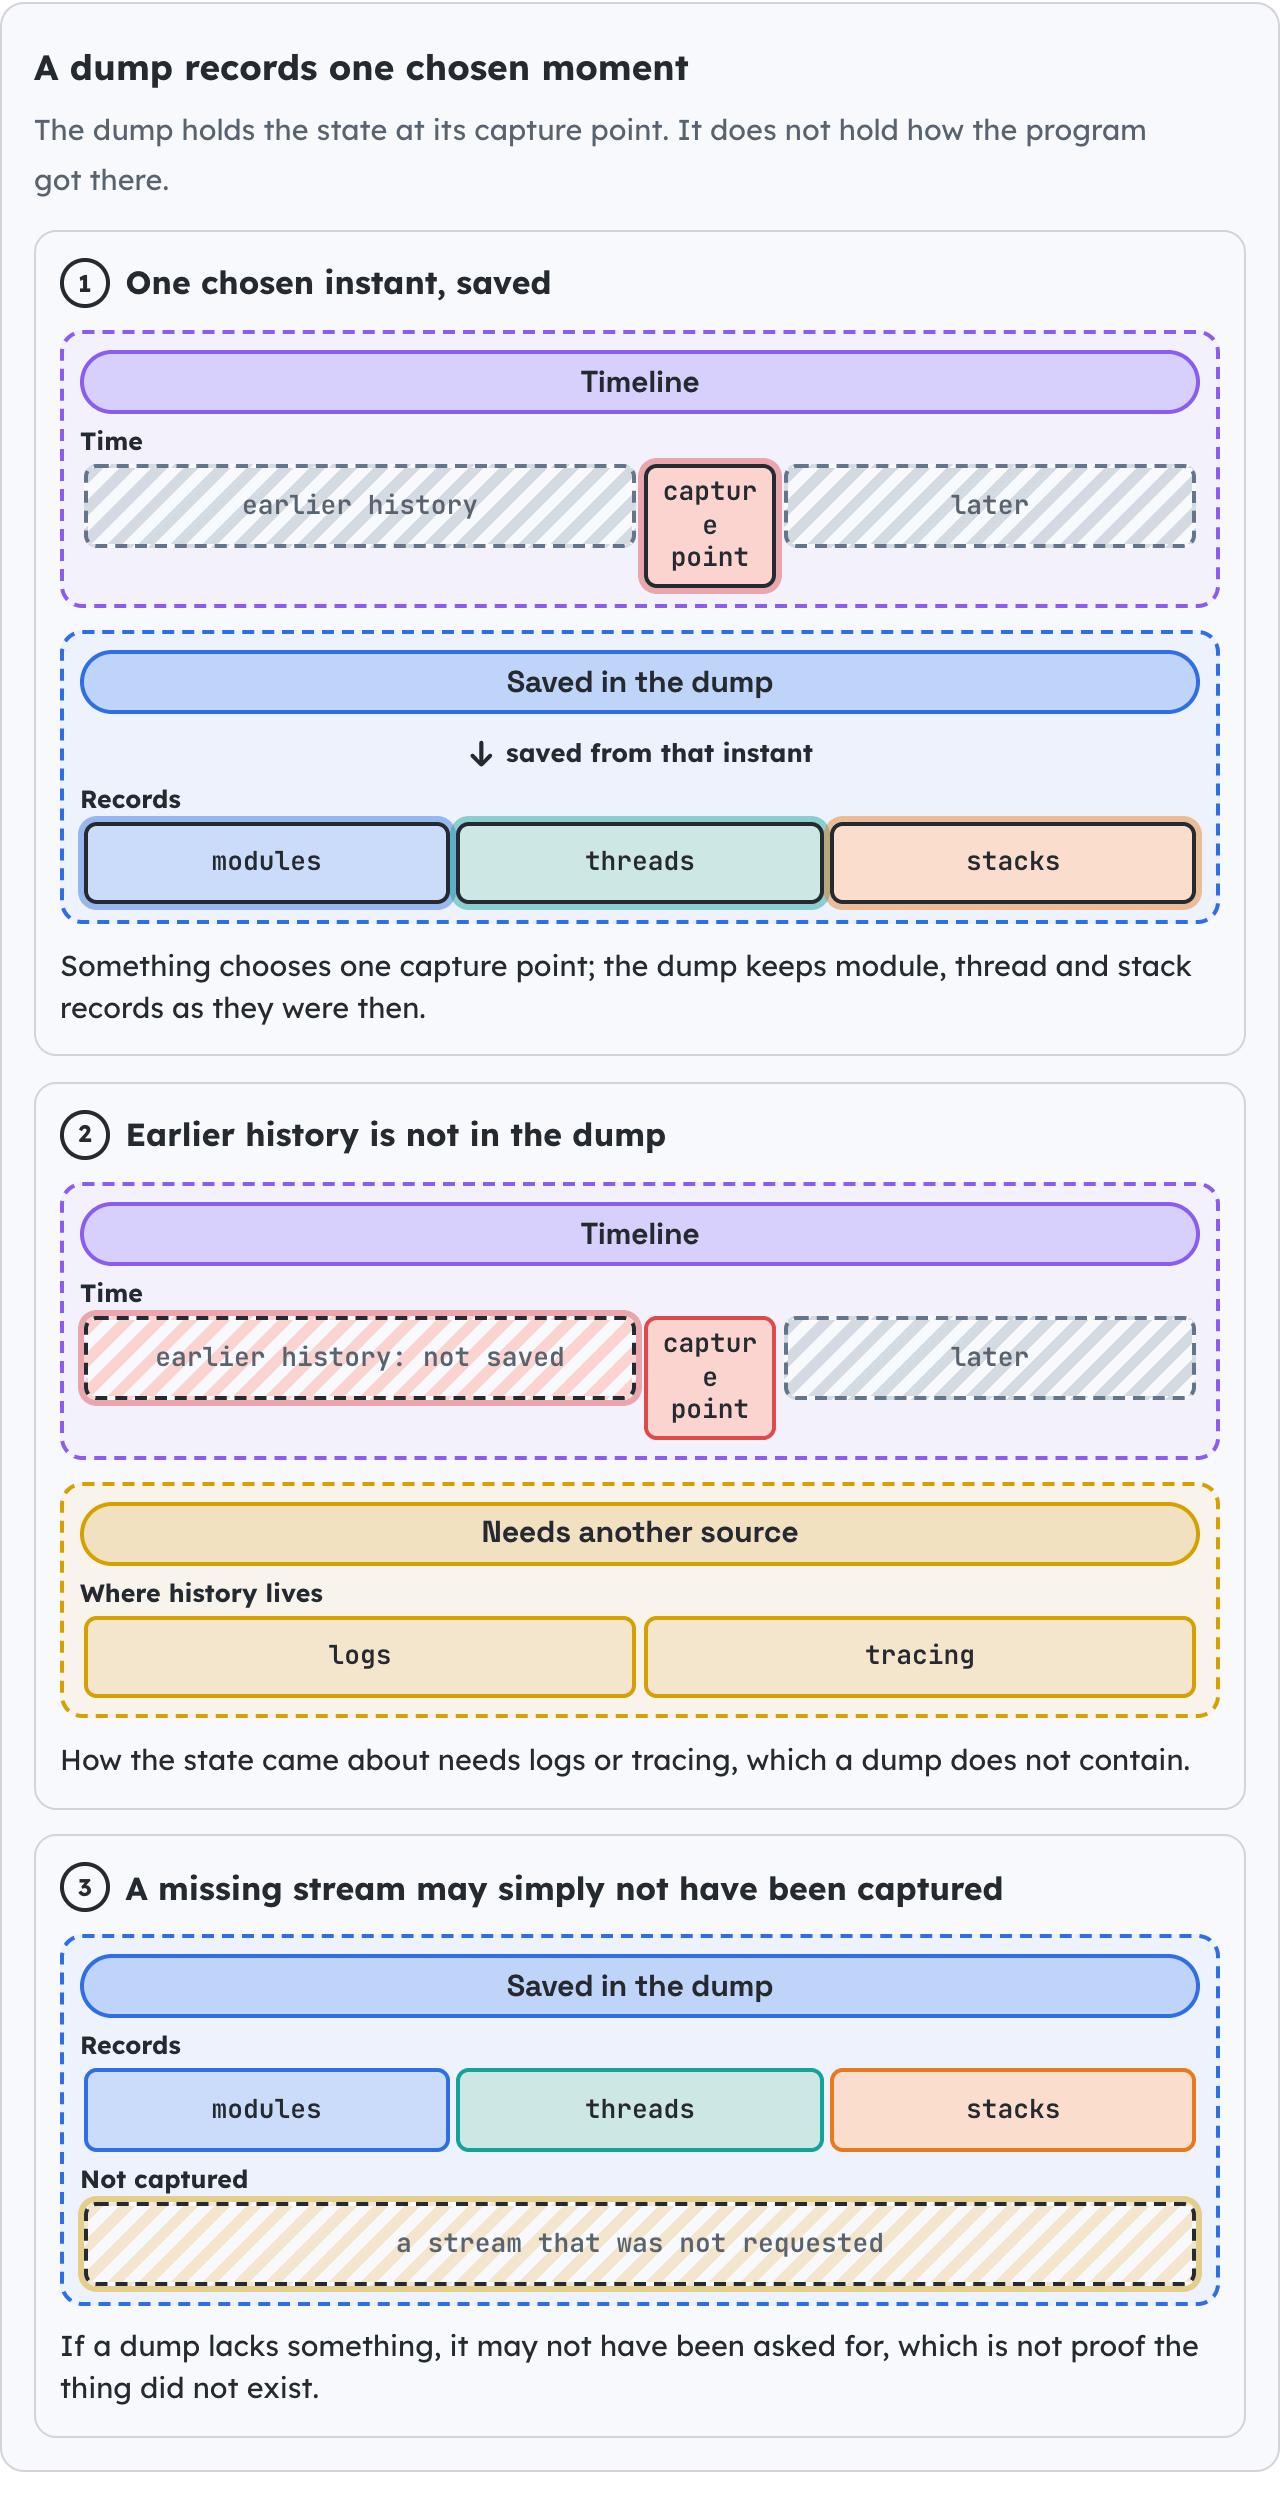 A dump records one chosen moment
The dump holds the state at its capture point. It does not hold how the program
got there.
1 One chosen instant, saved
Timeline
Time
earlier history
captur
e
point
later
Saved in the dump
↓ saved from that instant
Records
modules threads stacks
Something chooses one capture point; the dump keeps module, thread and stack
records as they were then.
2 Earlier history is not in the dump
Timeline
Time
earlier history: not saved
captur
e
point
later
Needs another source
Where history lives
logs tracing
How the state came about needs logs or tracing, which a dump does not contain.
3 A missing stream may simply not have been captured
Saved in the dump
Records
modules threads stacks
Not captured
a stream that was not requested
If a dump lacks something, it may not have been asked for, which is not proof the
thing did not exist.